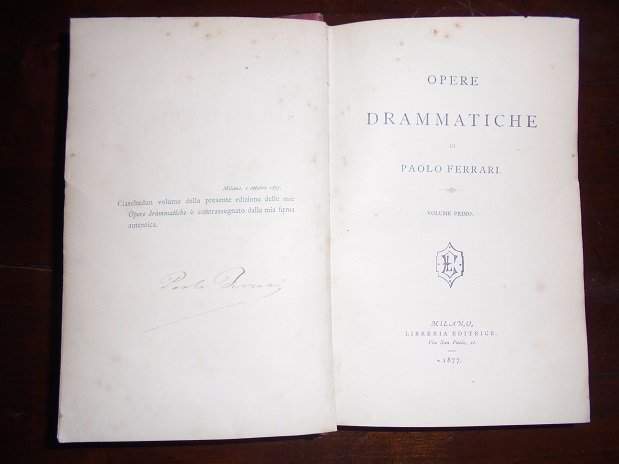 Milano, 1 ottobre 1877.
Ciaschedun volume della presente edizione delle mie
Opere drammatiche è contrassegnato dalla mia firma
autentica.
Paolo Ferrari
OPERE
DRAMMATICHE
DI
PAOLO FERRARI.
VOLUME PRIMO.
MILANO,
LIBRERIA EDITRICE.
Via San Paolo, 11.
1877.